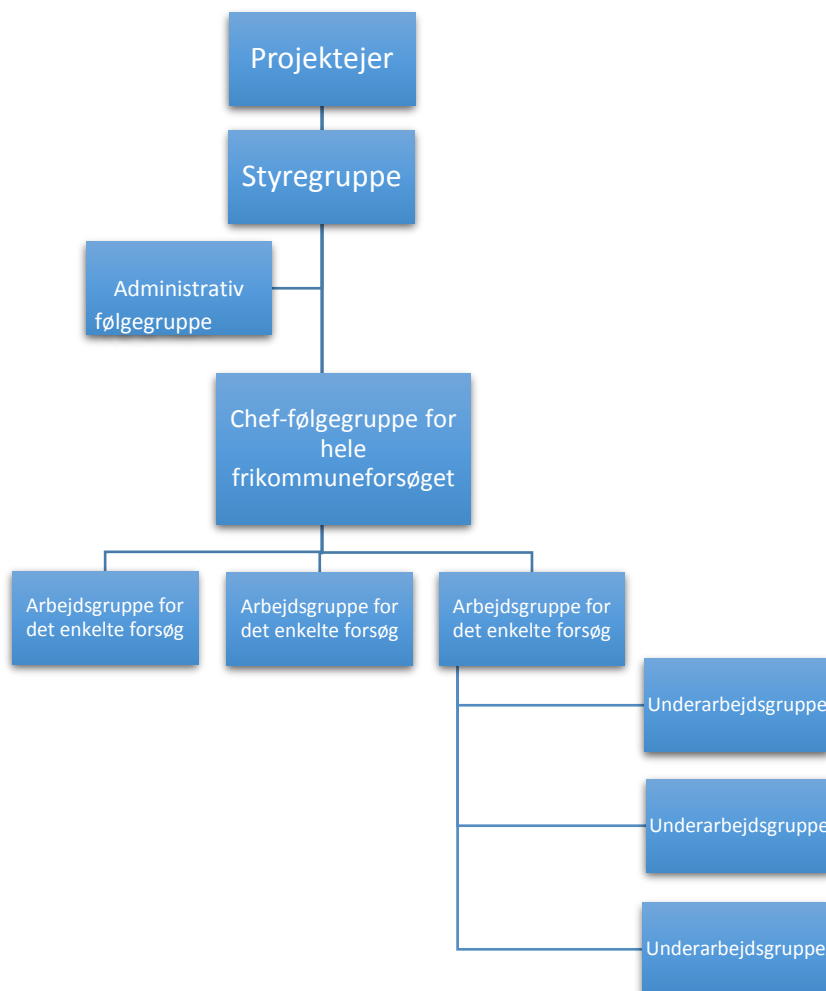 Projektejer
Styregruppe
Administrativ
følgegruppe
Chef-følgegruppe for
hele
frikommuneforsøget
Arbejdsgruppe for
det enkelte forsøg
Arbejdsgruppe for
det enkelte forsøg
Arbejdsgruppe for
det enkelte forsøg
Underarbejdsgruppe
Underarbejdsgruppe
Underarbejdsgruppe